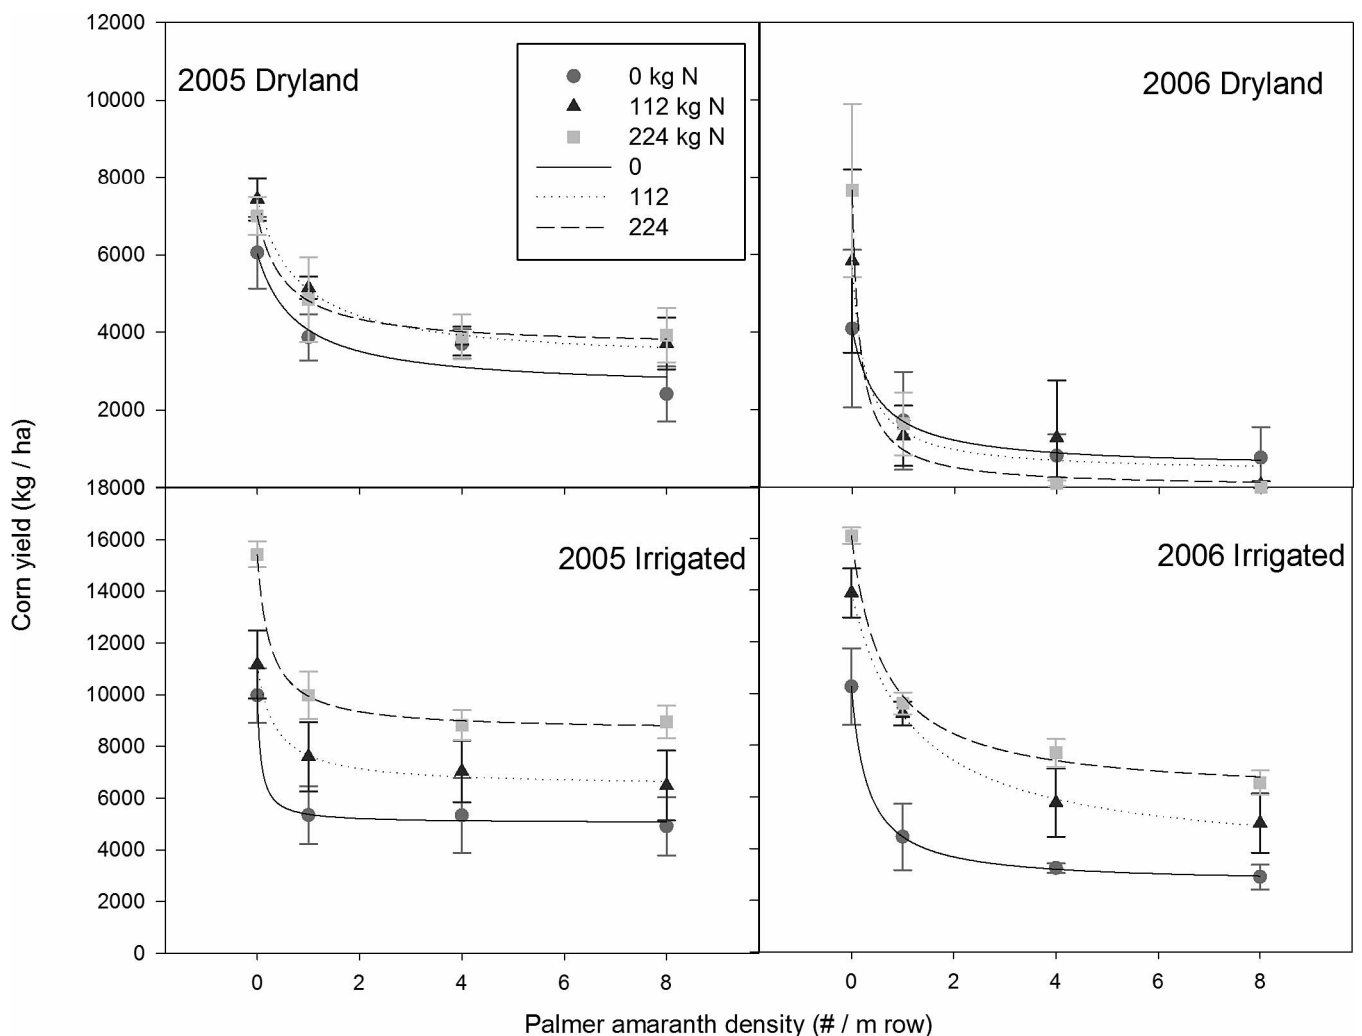 12000
10000
8000
6000
4000
2000
18000
0
16000
14000
12000
10000
8000
6000
4000
2000
0
Corn yield (kg / ha)
2005 Dryland
0 kg N
112 kg N
224 kg N
0
112
224
2006 Dryland
2005 Irrigated
2006 Irrigated
0 2 4 6 8
0 2 4 6 8
Palmer amaranth density (# / m row)